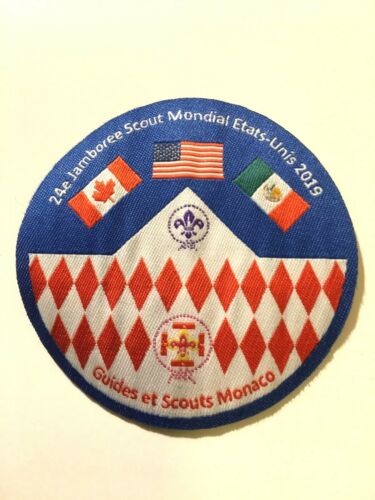 24e Jamboree Scout Mondial Etats-Unis 2019
Guides et Scouts Monaco